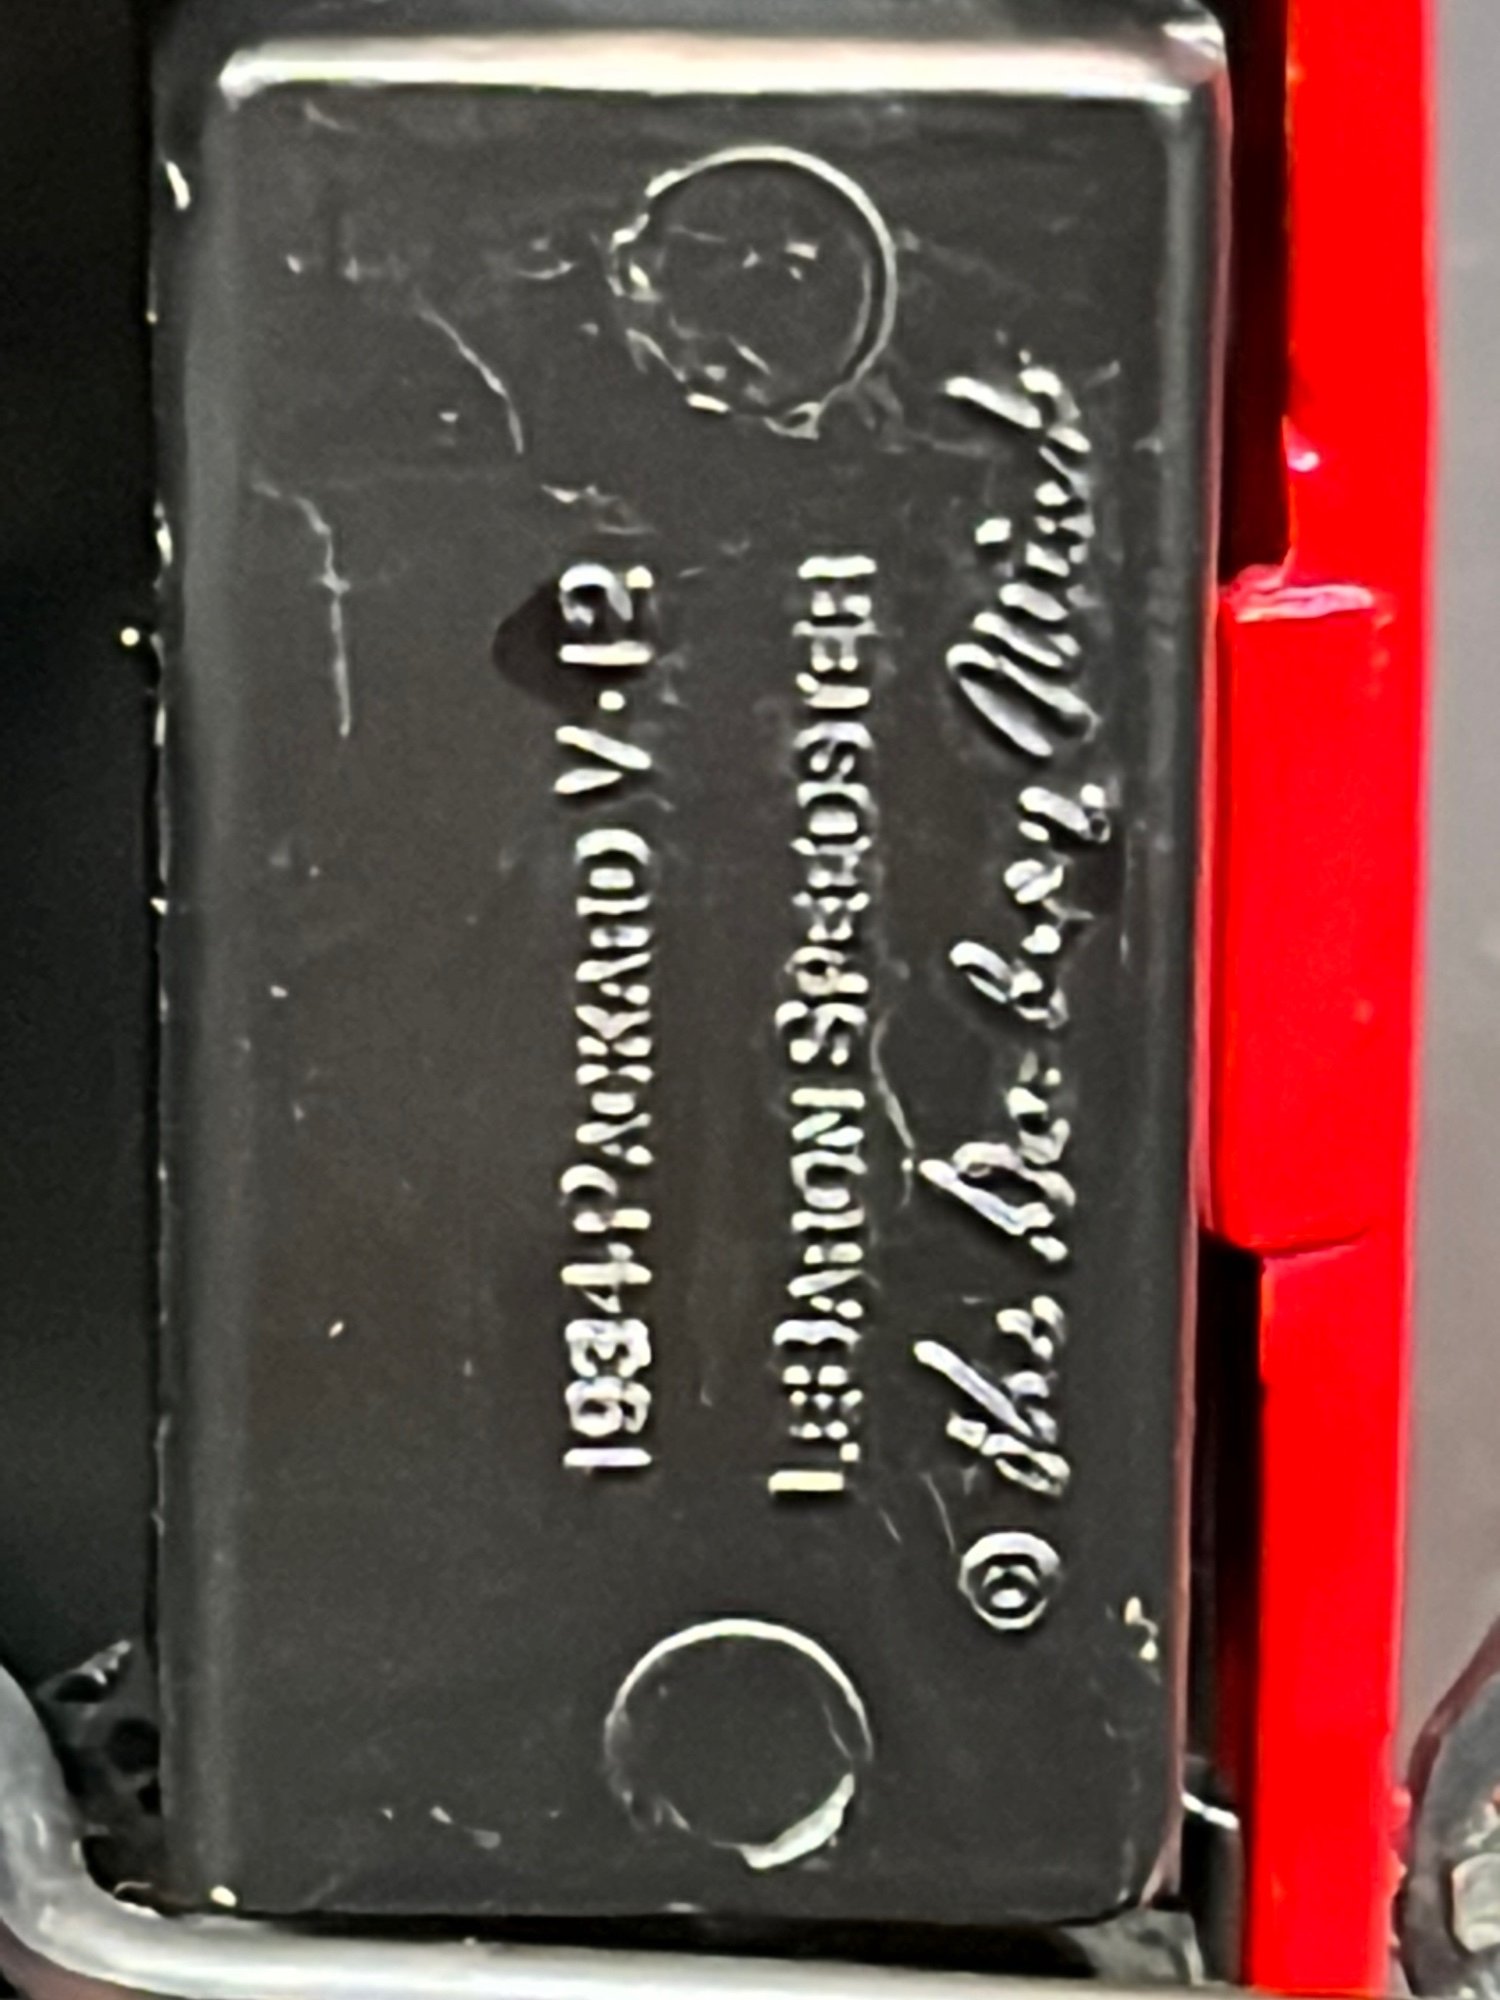 1934 PACKARD V-12
LEBARON SPEEDSTER
© The Danbury Mint